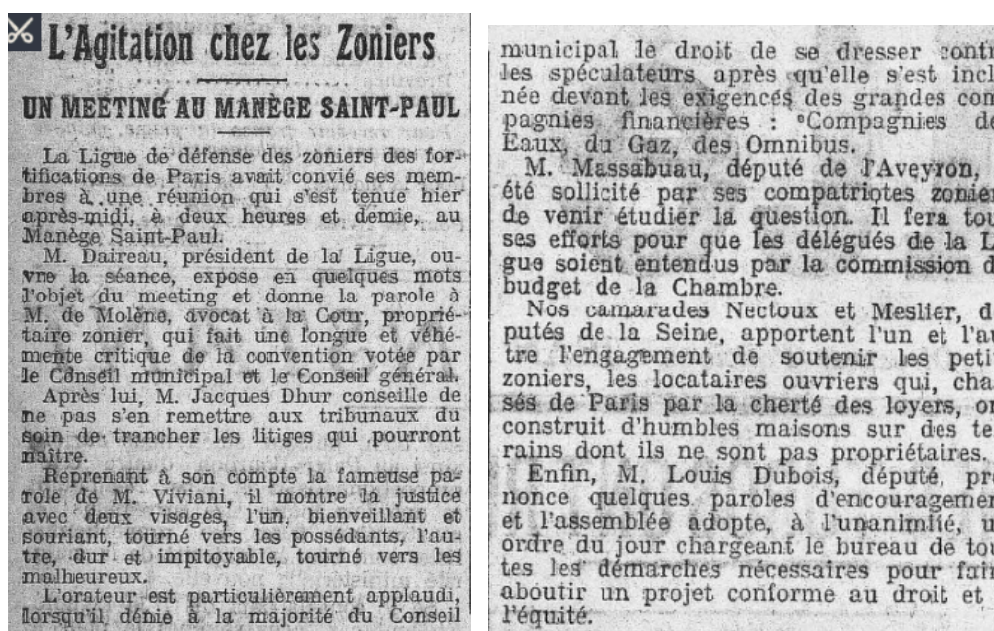 L'Agitation chez les Zoniers
UN MEETING AU MANÈGE SAINT-PAUL
La Ligue de défense des zoniers des for-
tifications de Paris avait convié ses mem-
bres à une réunion qui s'est tenue hier
après-midi, à deux heures et demie, au
Manège Saint-Paul.
M. Daireau, président de la Ligue, ou-
vre la séance, expose en quelques mots
l'objet du meeting et donne la parole à
M. de Molène, avocat à la Cour, proprié-
taire zonier, qui fait une longue et véhé-
mente critique de la convention votée par
le Conseil municipal et le Conseil général.
Après lui, M. Jacques Dhur conseille de
ne pas s'en remettre aux tribunaux du
soin de trancher les litiges qui pourront
naître.
Reprenant à son compte la fameuse pa-
role de M. Viviani, il montre la justice
avec deux visages, l'un, bienveillant et
souriant, tourné vers les possédants, l'au-
tre, dur et impitoyable, tourné vers les
malheureux.
L'orateur est particulièrement applaudi,
lorsqu'il dénie à la majorité du Conseil
municipal le droit de se dresser contr
les spéculateurs après qu'elle s'est incl
née devant les exigences des grandes com
pagnies financières : Compagnies de
Eaux, du Gaz, des Omnibus.
M. Massabuau, député de l'Aveyron,
été sollicité par ses compatriotes zonier
de venir étudier la question. Il fera tou
ses efforts pour que les délégués de la L
gue soient entendus par la commission d
budget de la Chambre.
Nos camarades Nectoux et Meslier, d
putés de la Seine, apportent l'un et l'au
tre l'engagement de soutenir les peti
zoniers, les locataires ouvriers qui, cha
sés de Paris par la cherté des loyers, on
construit d'humbles maisons sur des te
rains dont ils ne sont pas propriétaires.
Enfin, M. Louis Dubois, député, pr
nonce quelques paroles d'encouragemen
et l'assemblée adopte, à l'unanimlié, u
ordre du jour chargeant le bureau de tou
tes les démarches nécessaires pour fair
aboutir un projet conforme au droit et
l'équité.